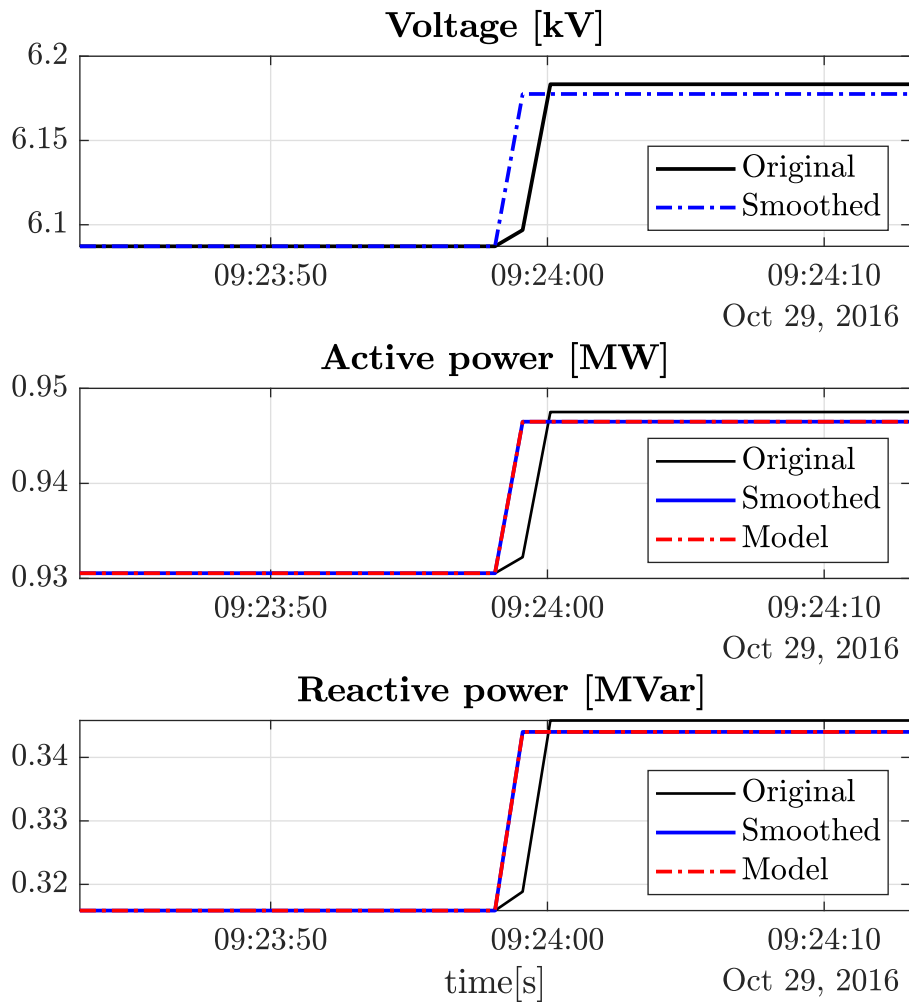 Voltage [kV]
6.2
6.15
6.1
Original
Smoothed
09:23:50 09:24:00 09:24:10
Oct 29, 2016
Active power [MW]
0.95
0.94
0.93
Original
Smoothed
Model
09:23:50 09:24:00 09:24:10
Oct 29, 2016
Reactive power [MVar]
0.34
0.33
0.32
Original
Smoothed
Model
09:23:50 09:24:00 09:24:10
time[s] Oct 29, 2016